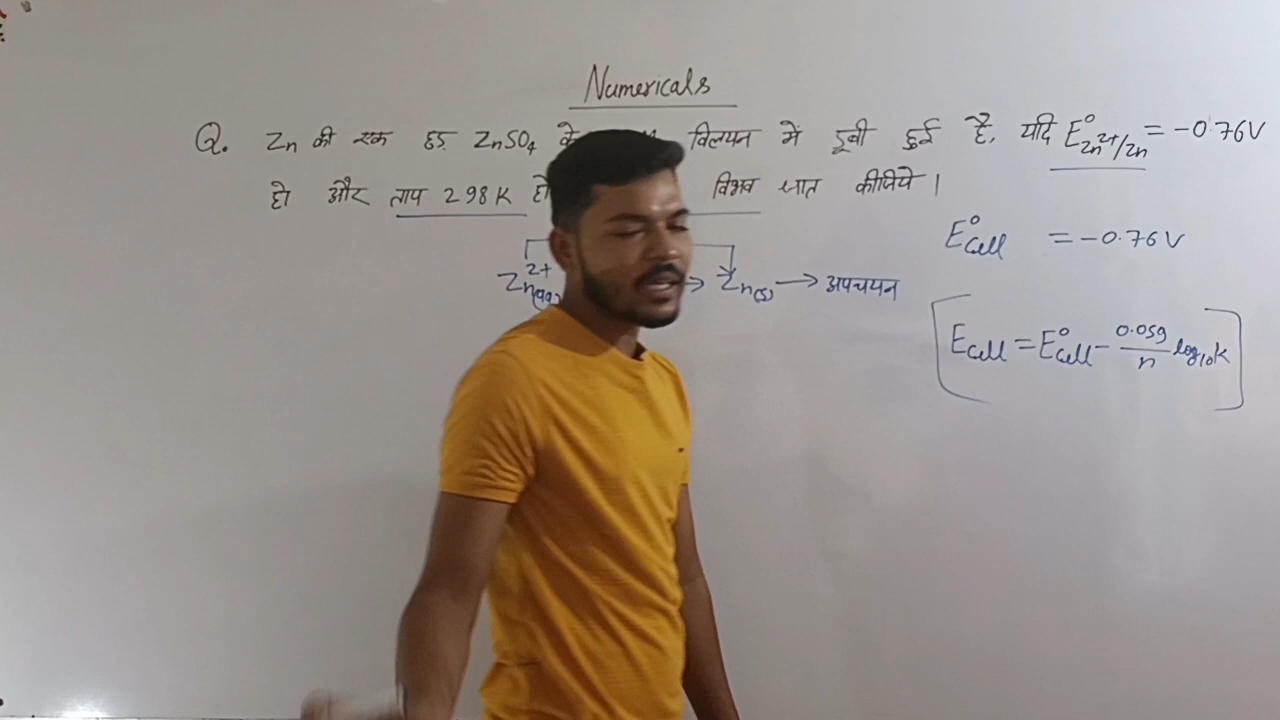 Numericals
Q. Zn की एक छड़ ZnSO₄ के विलयन में डूबी हुई है, यदि E°Zn²⁺/Zn = -0.76V
हो और ताप 298K हो विभव ज्ञात कीजिये।
E°cell = -0.76V
Zn²⁺(aq) → Zn(s) → अपचयन
Ecell = E°cell - 0.059/n log₁₀K